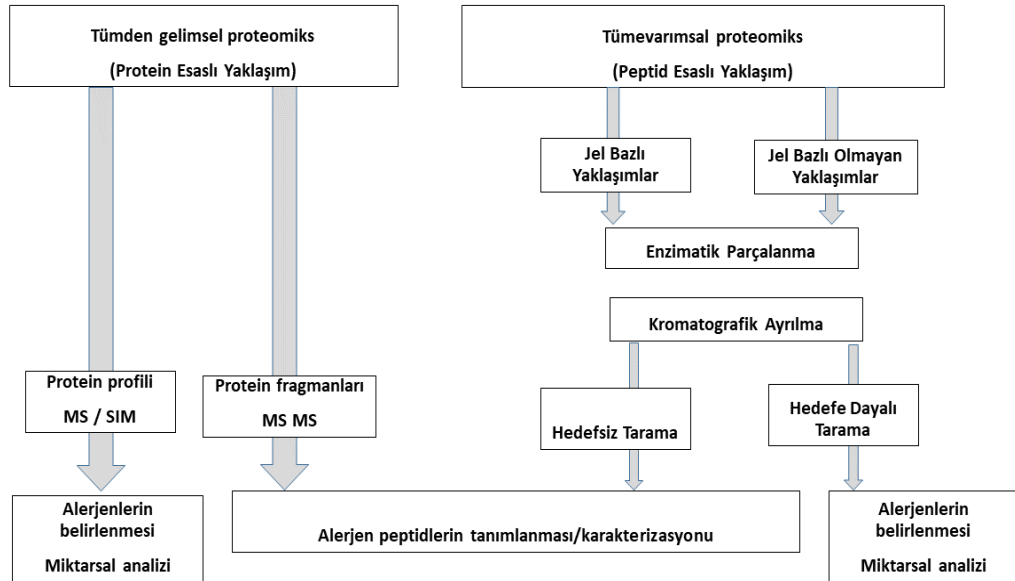 Tümden gelimsel proteomiks
(Protein Esaslı Yaklaşım)
Tümevarımsal proteomiks
(Peptid Esaslı Yaklaşım)
Jel Bazlı
Yaklaşımlar
Jel Bazlı Olmayan
Yaklaşımlar
Enzimatik Parçalanma
Kromatografik Ayrılma
Protein profili
MS / SIM
Protein fragmanları
MS MS
Hedefsiz Tarama
Hedefe Dayalı
Tarama
Alerjenlerin
belirlenmesi
Miktarsal analizi
Alerjen peptidlerin tanımlanması/karakterizasyonu
Alerjenlerin
belirlenmesi
Miktarsal analizi